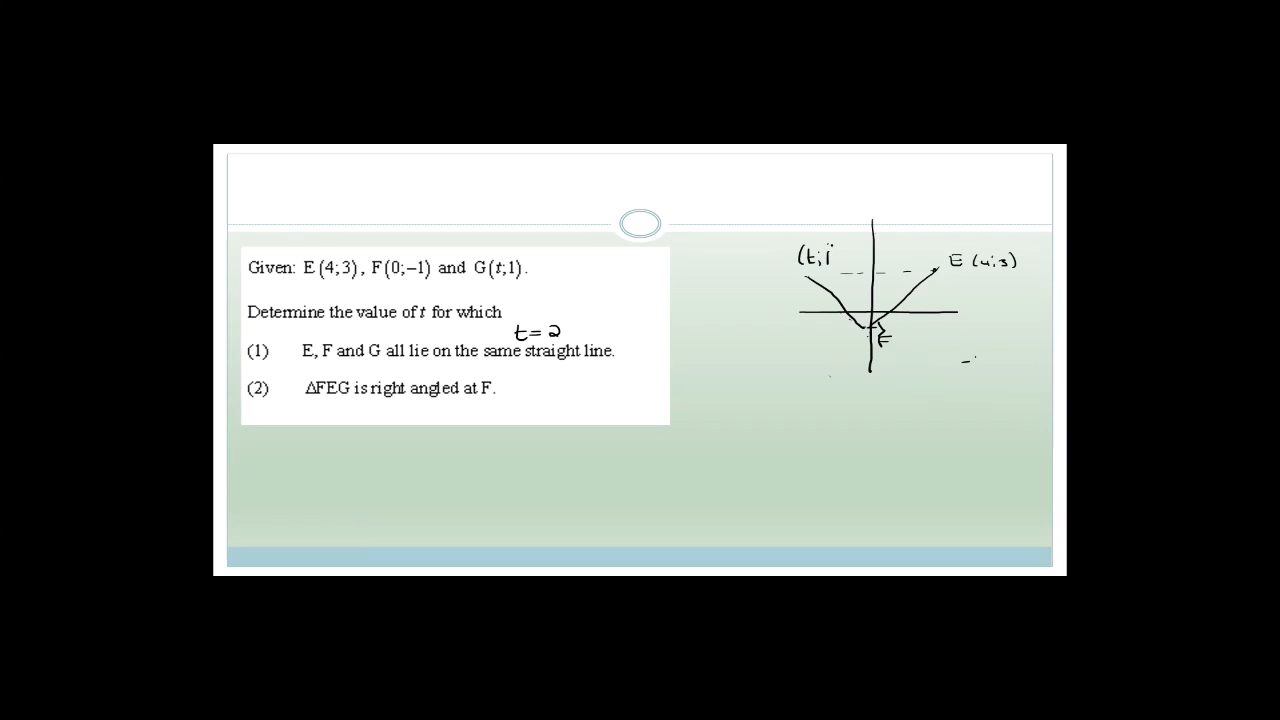 Given: E(4;3), F(0;−1) and G(t;1).
Determine the value of t for which
t=2
(1) E, F and G all lie on the same straight line.
(2) ΔFEG is right angled at F.
(t;1
E (4;3)
F